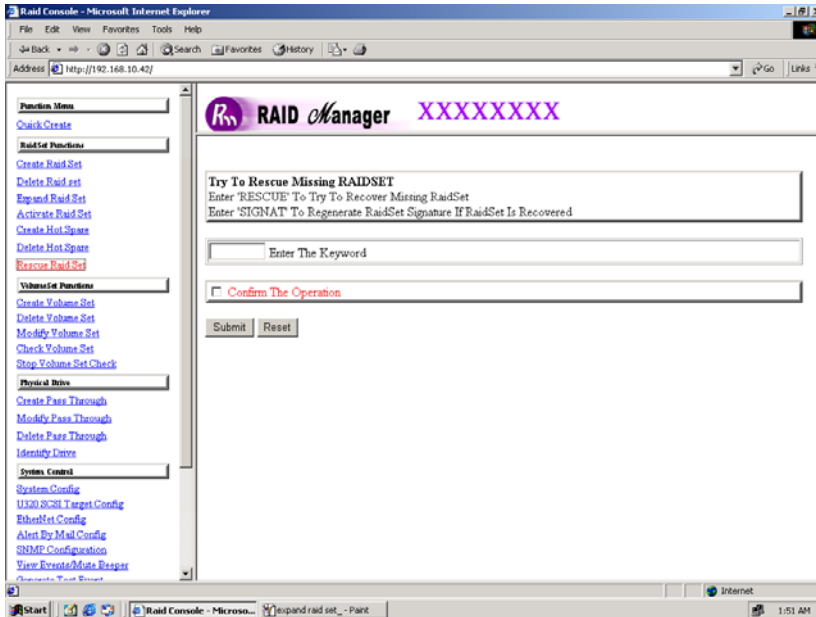 Raid Console - Microsoft Internet Explorer
File Edit View Favorites Tools Help
Back Search Favorites History
Address http://192.168.10.42/ Go Links
Function Menu
Quick Create
RaidSet Functions
Create Raid Set
Delete Raid set
Expand Raid Set
Activate Raid Set
Create Hot Spare
Delete Hot Spare
Rescue Raid Set
VolumeSet Functions
Create Volume Set
Delete Volume Set
Modify Volume Set
Check Volume Set
Stop Volume Set Check
Physical Drive
Create Pass Through
Modify Pass Through
Delete Pass Through
Identify Drive
System Control
System Config
U320 SCSI Target Config
EtherNet Config
Alert By Mail Config
SNMP Configuration
View Events/Mute Beeper
Generate Test Event
Rm RAID Manager XXXXXXXX
Try To Rescue Missing RAIDSET
Enter 'RESCUE' To Try To Recover Missing RaidSet
Enter 'SIGNAT' To Regenerate RaidSet Signature If RaidSet Is Recovered
Enter The Keyword
Confirm The Operation
Submit Reset
Internet
Start Raid Console - Microso... expand raid set_ - Paint 1:51 AM